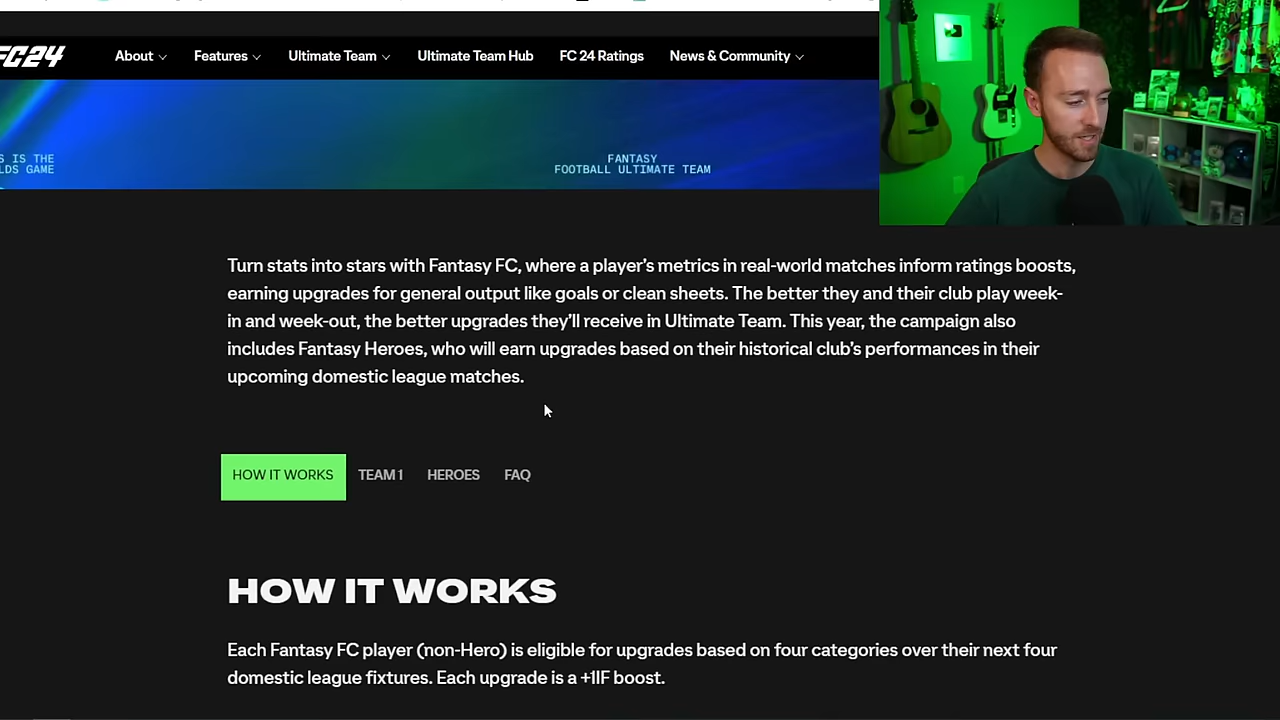 FC24
About
Features
Ultimate Team
Ultimate Team Hub
FC 24 Ratings
News & Community
S IS THE
LDS GAME
FANTASY
FOOTBALL ULTIMATE TEAM
Turn stats into stars with Fantasy FC, where a player's metrics in real-world matches inform ratings boosts,
earning upgrades for general output like goals or clean sheets. The better they and their club play week-
in and week-out, the better upgrades they'll receive in Ultimate Team. This year, the campaign also
includes Fantasy Heroes, who will earn upgrades based on their historical club's performances in their
upcoming domestic league matches.
HOW IT WORKS
TEAM 1
HEROES
FAQ
HOW IT WORKS
Each Fantasy FC player (non-Hero) is eligible for upgrades based on four categories over their next four
domestic league fixtures. Each upgrade is a +1IF boost.